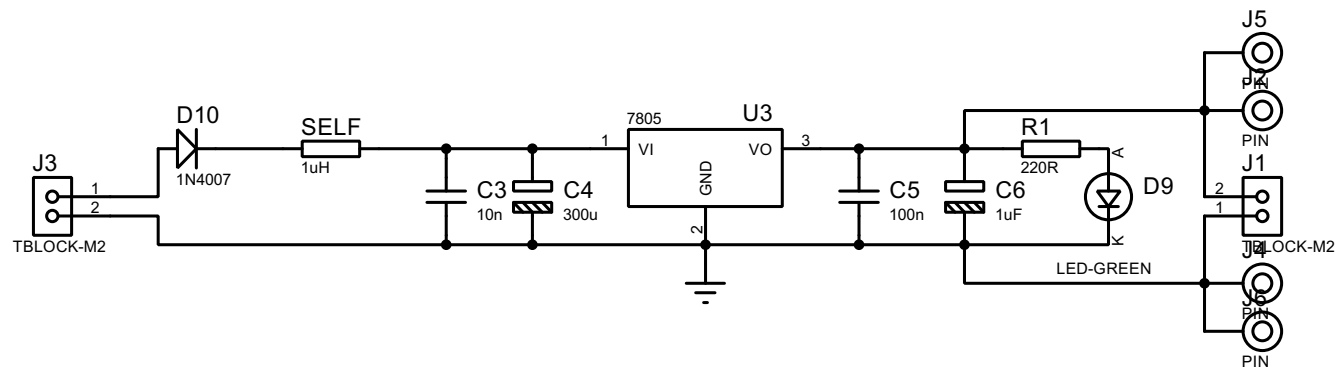 J5
J2
PIN
PIN
D10
1N4007
SELF
1uH
7805
U3
1
VI
VO
3
GND
2
R1
220R
A
J3
1
2
TBLOCK-M2
C3
10n
C4
300u
C5
100n
C6
1uF
D9
K
J1
2
1
TBLOCK-M2
LED-GREEN
J4
PIN
J6
PIN